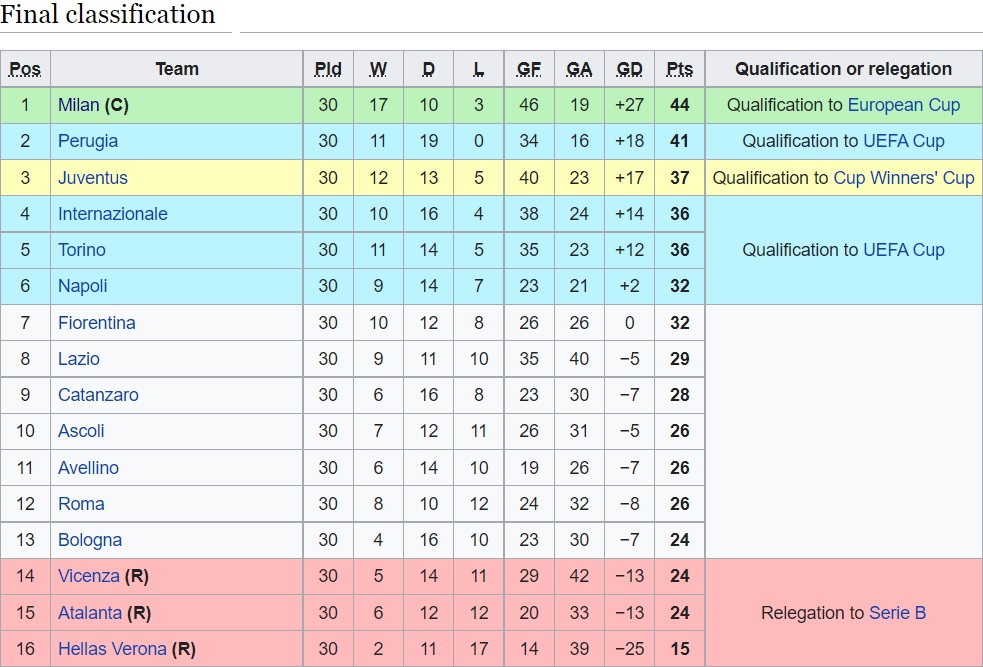 Final classification
Pos Team Pld W D L GF GA GD Pts Qualification or relegation
1 Milan (C) 30 17 10 3 46 19 +27 44 Qualification to European Cup
2 Perugia 30 11 19 0 34 16 +18 41 Qualification to UEFA Cup
3 Juventus 30 12 13 5 40 23 +17 37 Qualification to Cup Winners' Cup
4 Internazionale 30 10 16 4 38 24 +14 36
5 Torino 30 11 14 5 35 23 +12 36 Qualification to UEFA Cup
6 Napoli 30 9 14 7 23 21 +2 32
7 Fiorentina 30 10 12 8 26 26 0 32
8 Lazio 30 9 11 10 35 40 −5 29
9 Catanzaro 30 6 16 8 23 30 −7 28
10 Ascoli 30 7 12 11 26 31 −5 26
11 Avellino 30 6 14 10 19 26 −7 26
12 Roma 30 8 10 12 24 32 −8 26
13 Bologna 30 4 16 10 23 30 −7 24
14 Vicenza (R) 30 5 14 11 29 42 −13 24
15 Atalanta (R) 30 6 12 12 20 33 −13 24 Relegation to Serie B
16 Hellas Verona (R) 30 2 11 17 14 39 −25 15